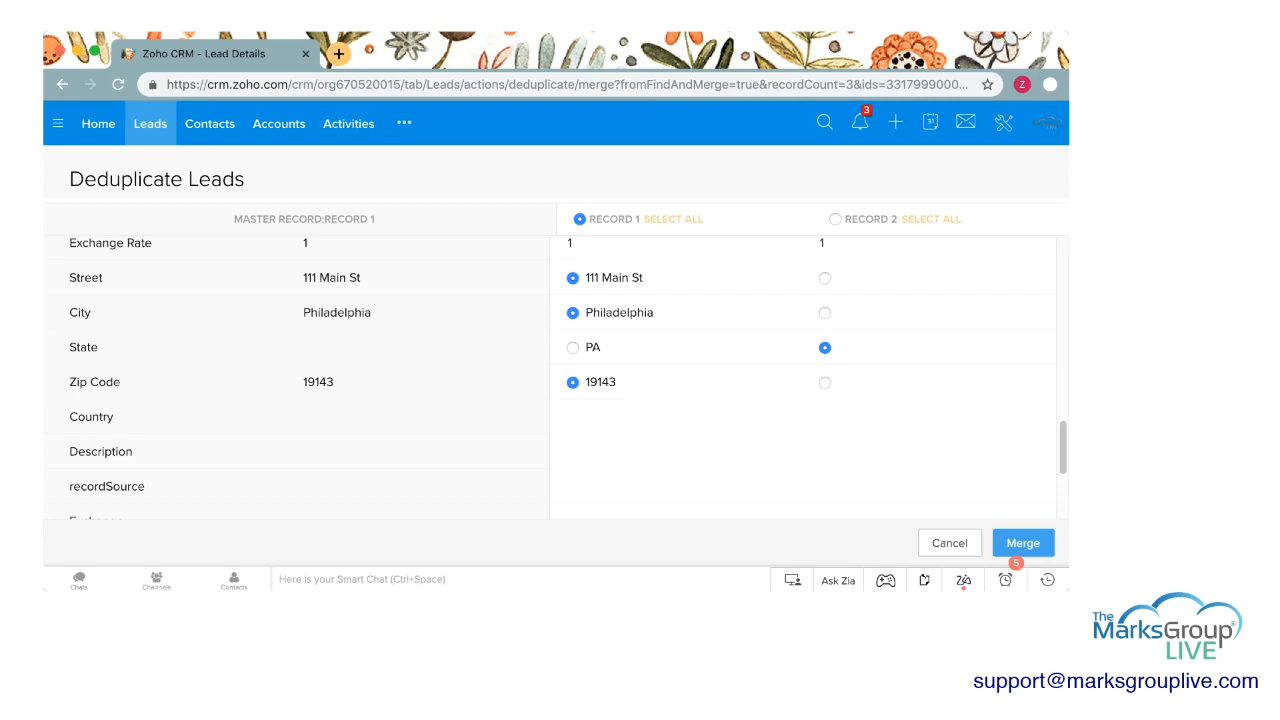 Zoho CRM - Lead Details
https://crm.zoho.com/crm/org670520015/tab/Leads/actions/deduplicate/merge?fromFindAndMerge=true&recordCount=3&ids=3317999000...
Z
Home Leads Contacts Accounts Activities •••
3
31
Deduplicate Leads
MASTER RECORD:RECORD 1 RECORD 1 SELECT ALL RECORD 2 SELECT ALL
Exchange Rate 1 1 1
Street 111 Main St 111 Main St
City Philadelphia Philadelphia
State PA
Zip Code 19143 19143
Country
Description
recordSource
Cancel Merge
5
Chats Channels Contacts Here is your Smart Chat (Ctrl+Space) Ask Zia
The
MarksGroup®
LIVE
support@marksgrouplive.com